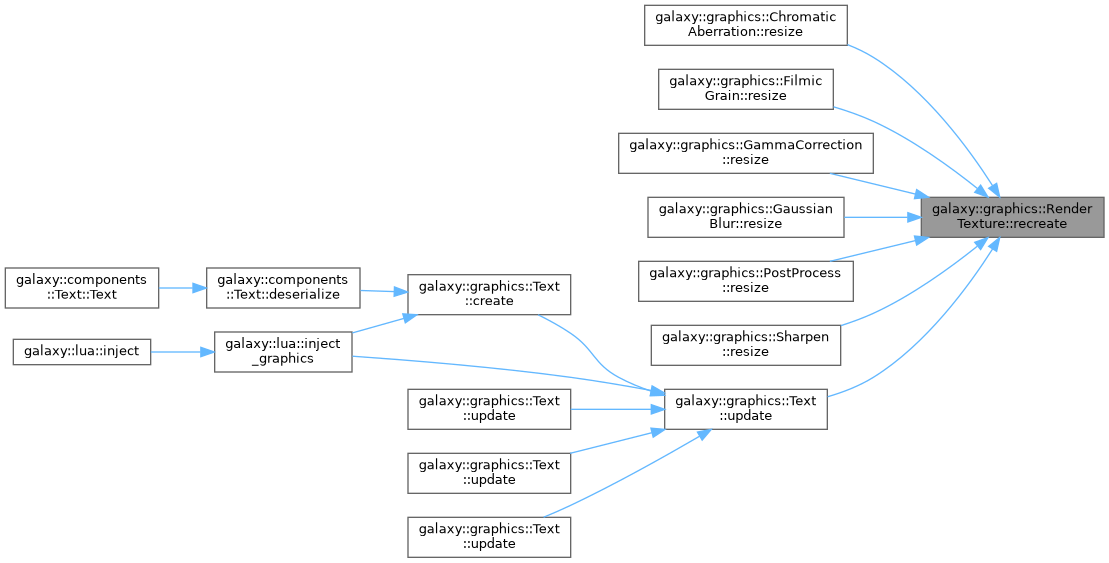 galaxy::graphics::Chromatic
Aberration::resize
galaxy::graphics::Filmic
Grain::resize
galaxy::graphics::GammaCorrection
::resize
galaxy::graphics::Render
Texture::recreate
galaxy::graphics::Gaussian
Blur::resize
galaxy::graphics::PostProcess
::resize
galaxy::components
::Text::Text
galaxy::components
::Text::deserialize
galaxy::graphics::Text
::create
galaxy::graphics::Sharpen
::resize
galaxy::lua::inject
galaxy::lua::inject
_graphics
galaxy::graphics::Text
::update
galaxy::graphics::Text
::update
galaxy::graphics::Text
::update
galaxy::graphics::Text
::update